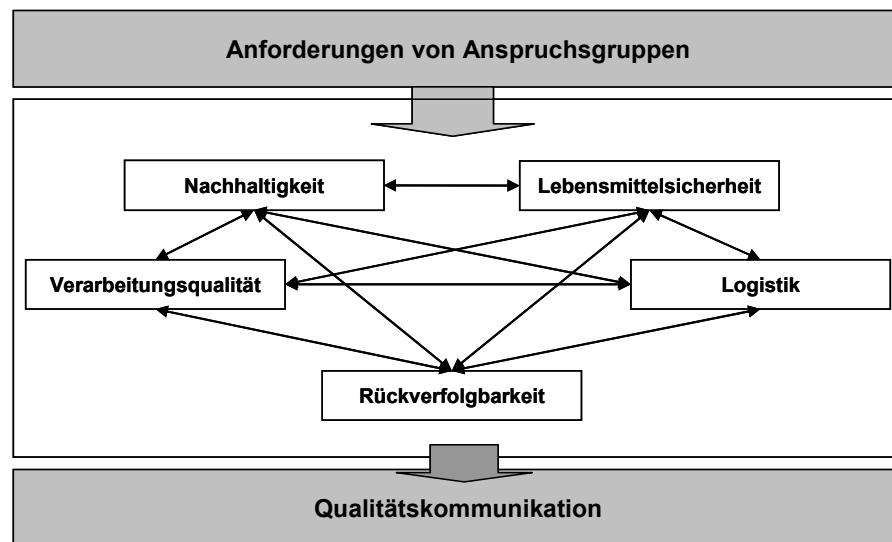 Anforderungen von Anspruchsgruppen
Nachhaltigkeit
Lebensmittelsicherheit
Verarbeitungsqualität
Logistik
Rückverfolgbarkeit
Qualitätskommunikation